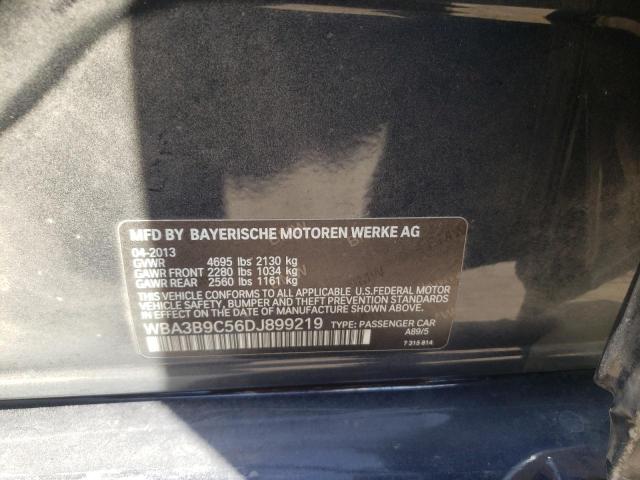 MFD BY BAYERISCHE MOTOREN WERKE AG
04-2013
GVWR 4695 lbs 2130 kg
GAWR FRONT 2280 lbs 1034 kg
GAWR REAR 2560 lbs 1161 kg
THIS VEHICLE CONFORMS TO ALL APPLICABLE U.S.FEDERAL MOTOR
VEHICLE SAFETY, BUMPER AND THEFT PREVENTION STANDARDS
IN EFFECT ON THE DATE OF MANUFACTURE SHOWN ABOVE.
WBA3B9C56DJ899219 TYPE: PASSENGER CAR
A89/5
7 315 814